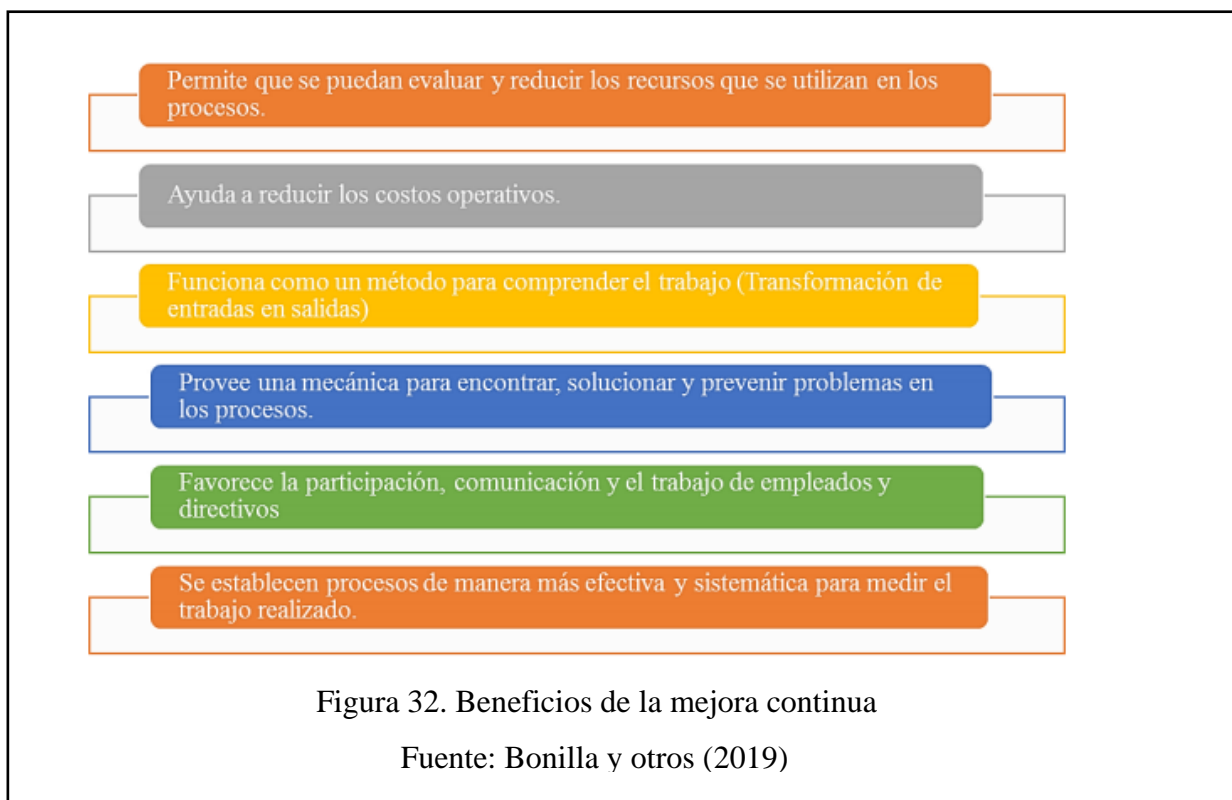 Permite que se puedan evaluar y reducir los recursos que se utilizan en los
procesos.
Ayuda a reducir los costos operativos.
Funciona como un método para comprender el trabajo (Transformación de
entradas en salidas)
Provee una mecánica para encontrar, solucionar y prevenir problemas en
los procesos.
Favorece la participación, comunicación y el trabajo de empleados y
directivos
Se establecen procesos de manera más efectiva y sistemática para medir el
trabajo realizado.
Figura 32. Beneficios de la mejora continua
Fuente: Bonilla y otros (2019)